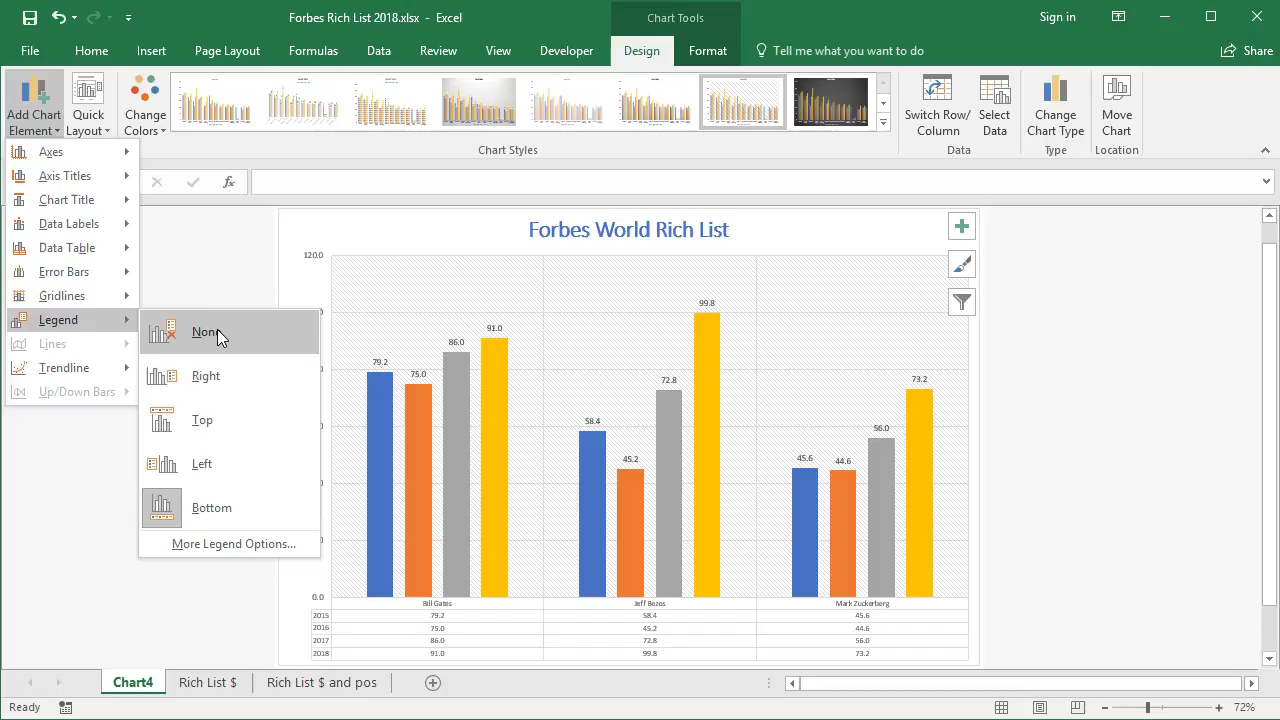 Forbes Rich List 2018.xlsx - Excel
Chart Tools
Sign in
File Home Insert Page Layout Formulas Data Review View Developer Design Format Tell me what you want to do Share
Add Chart Element
Quick Layout
Change Colors
Switch Row/ Column
Select Data
Change Chart Type
Move Chart
Chart Styles
Data
Type
Location
fx
Axes
Axis Titles
Chart Title
Data Labels
Data Table
Error Bars
Gridlines
Legend
Lines
Trendline
Up/Down Bars
None
Right
Top
Left
Bottom
More Legend Options...
Forbes World Rich List
120.0
0.0
79.2 75.0 86.0 91.0
58.4 45.2 72.8 99.8
45.6 44.6 56.0 73.2
Bill Gates Jeff Bezos Mark Zuckerberg
2015 79.2 58.4 45.6
2016 75.0 45.2 44.6
2017 86.0 72.8 56.0
2018 91.0 99.8 73.2
Chart4 Rich List $ Rich List $ and pos
Ready
72%